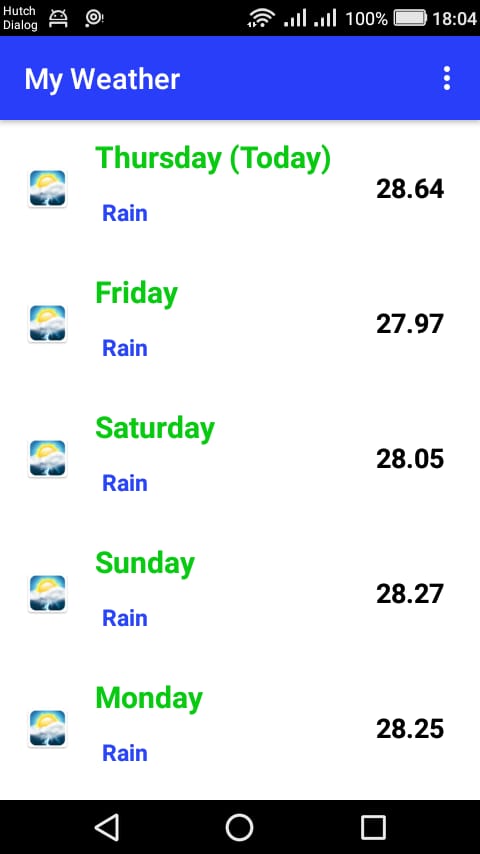 Hutch
Dialog
100%
18:04
My Weather
Thursday (Today)
Rain
28.64
Friday
Rain
27.97
Saturday
Rain
28.05
Sunday
Rain
28.27
Monday
Rain
28.25